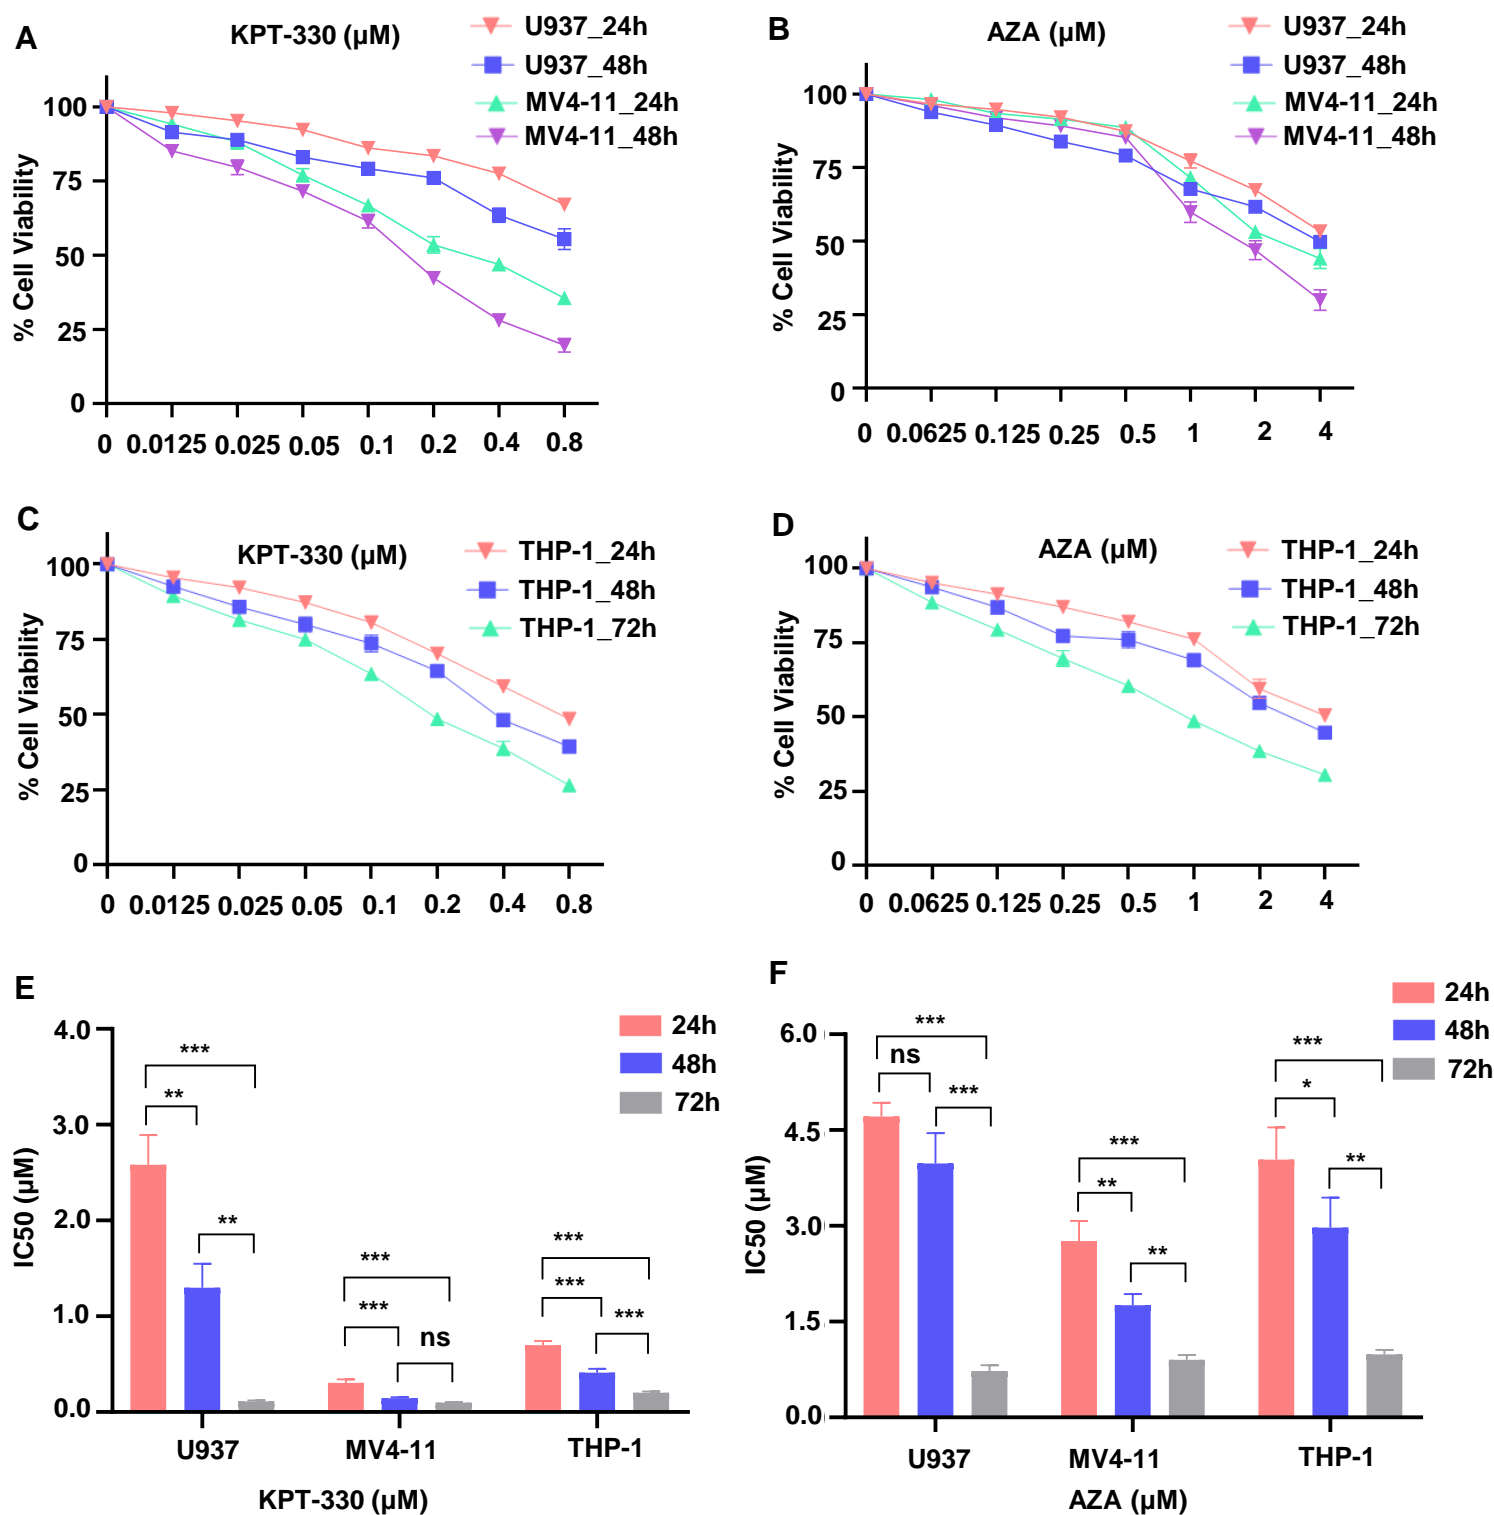 A
KPT-330 (µM)
U937_24h
U937_48h
MV4-11_24h
MV4-11_48h
% Cell Viability
100
75
50
25
0
0 0.0125 0.025 0.05 0.1 0.2 0.4 0.8
B
AZA (µM)
U937_24h
U937_48h
MV4-11_24h
MV4-11_48h
% Cell Viability
100
75
50
25
0
0 0.0625 0.125 0.25 0.5 1 2 4
C
KPT-330 (µM)
THP-1_24h
THP-1_48h
THP-1_72h
% Cell Viability
100
75
50
25
0
0 0.0125 0.025 0.05 0.1 0.2 0.4 0.8
D
AZA (µM)
THP-1_24h
THP-1_48h
THP-1_72h
% Cell Viability
100
75
50
25
0
0 0.0625 0.125 0.25 0.5 1 2 4
E
24h
48h
72h
IC50 (µM)
4.0
3.0
2.0
1.0
0.0
***
**
**
***
***
ns
***
***
***
U937 MV4-11 THP-1
KPT-330 (µM)
F
24h
48h
72h
IC50 (µM)
6.0
4.5
3.0
1.5
0.0
***
ns
***
***
**
**
***
*
**
U937 MV4-11 THP-1
AZA (µM)